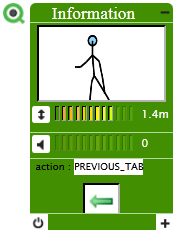 Information
1.4m
0
action : PREVIOUS_TAB